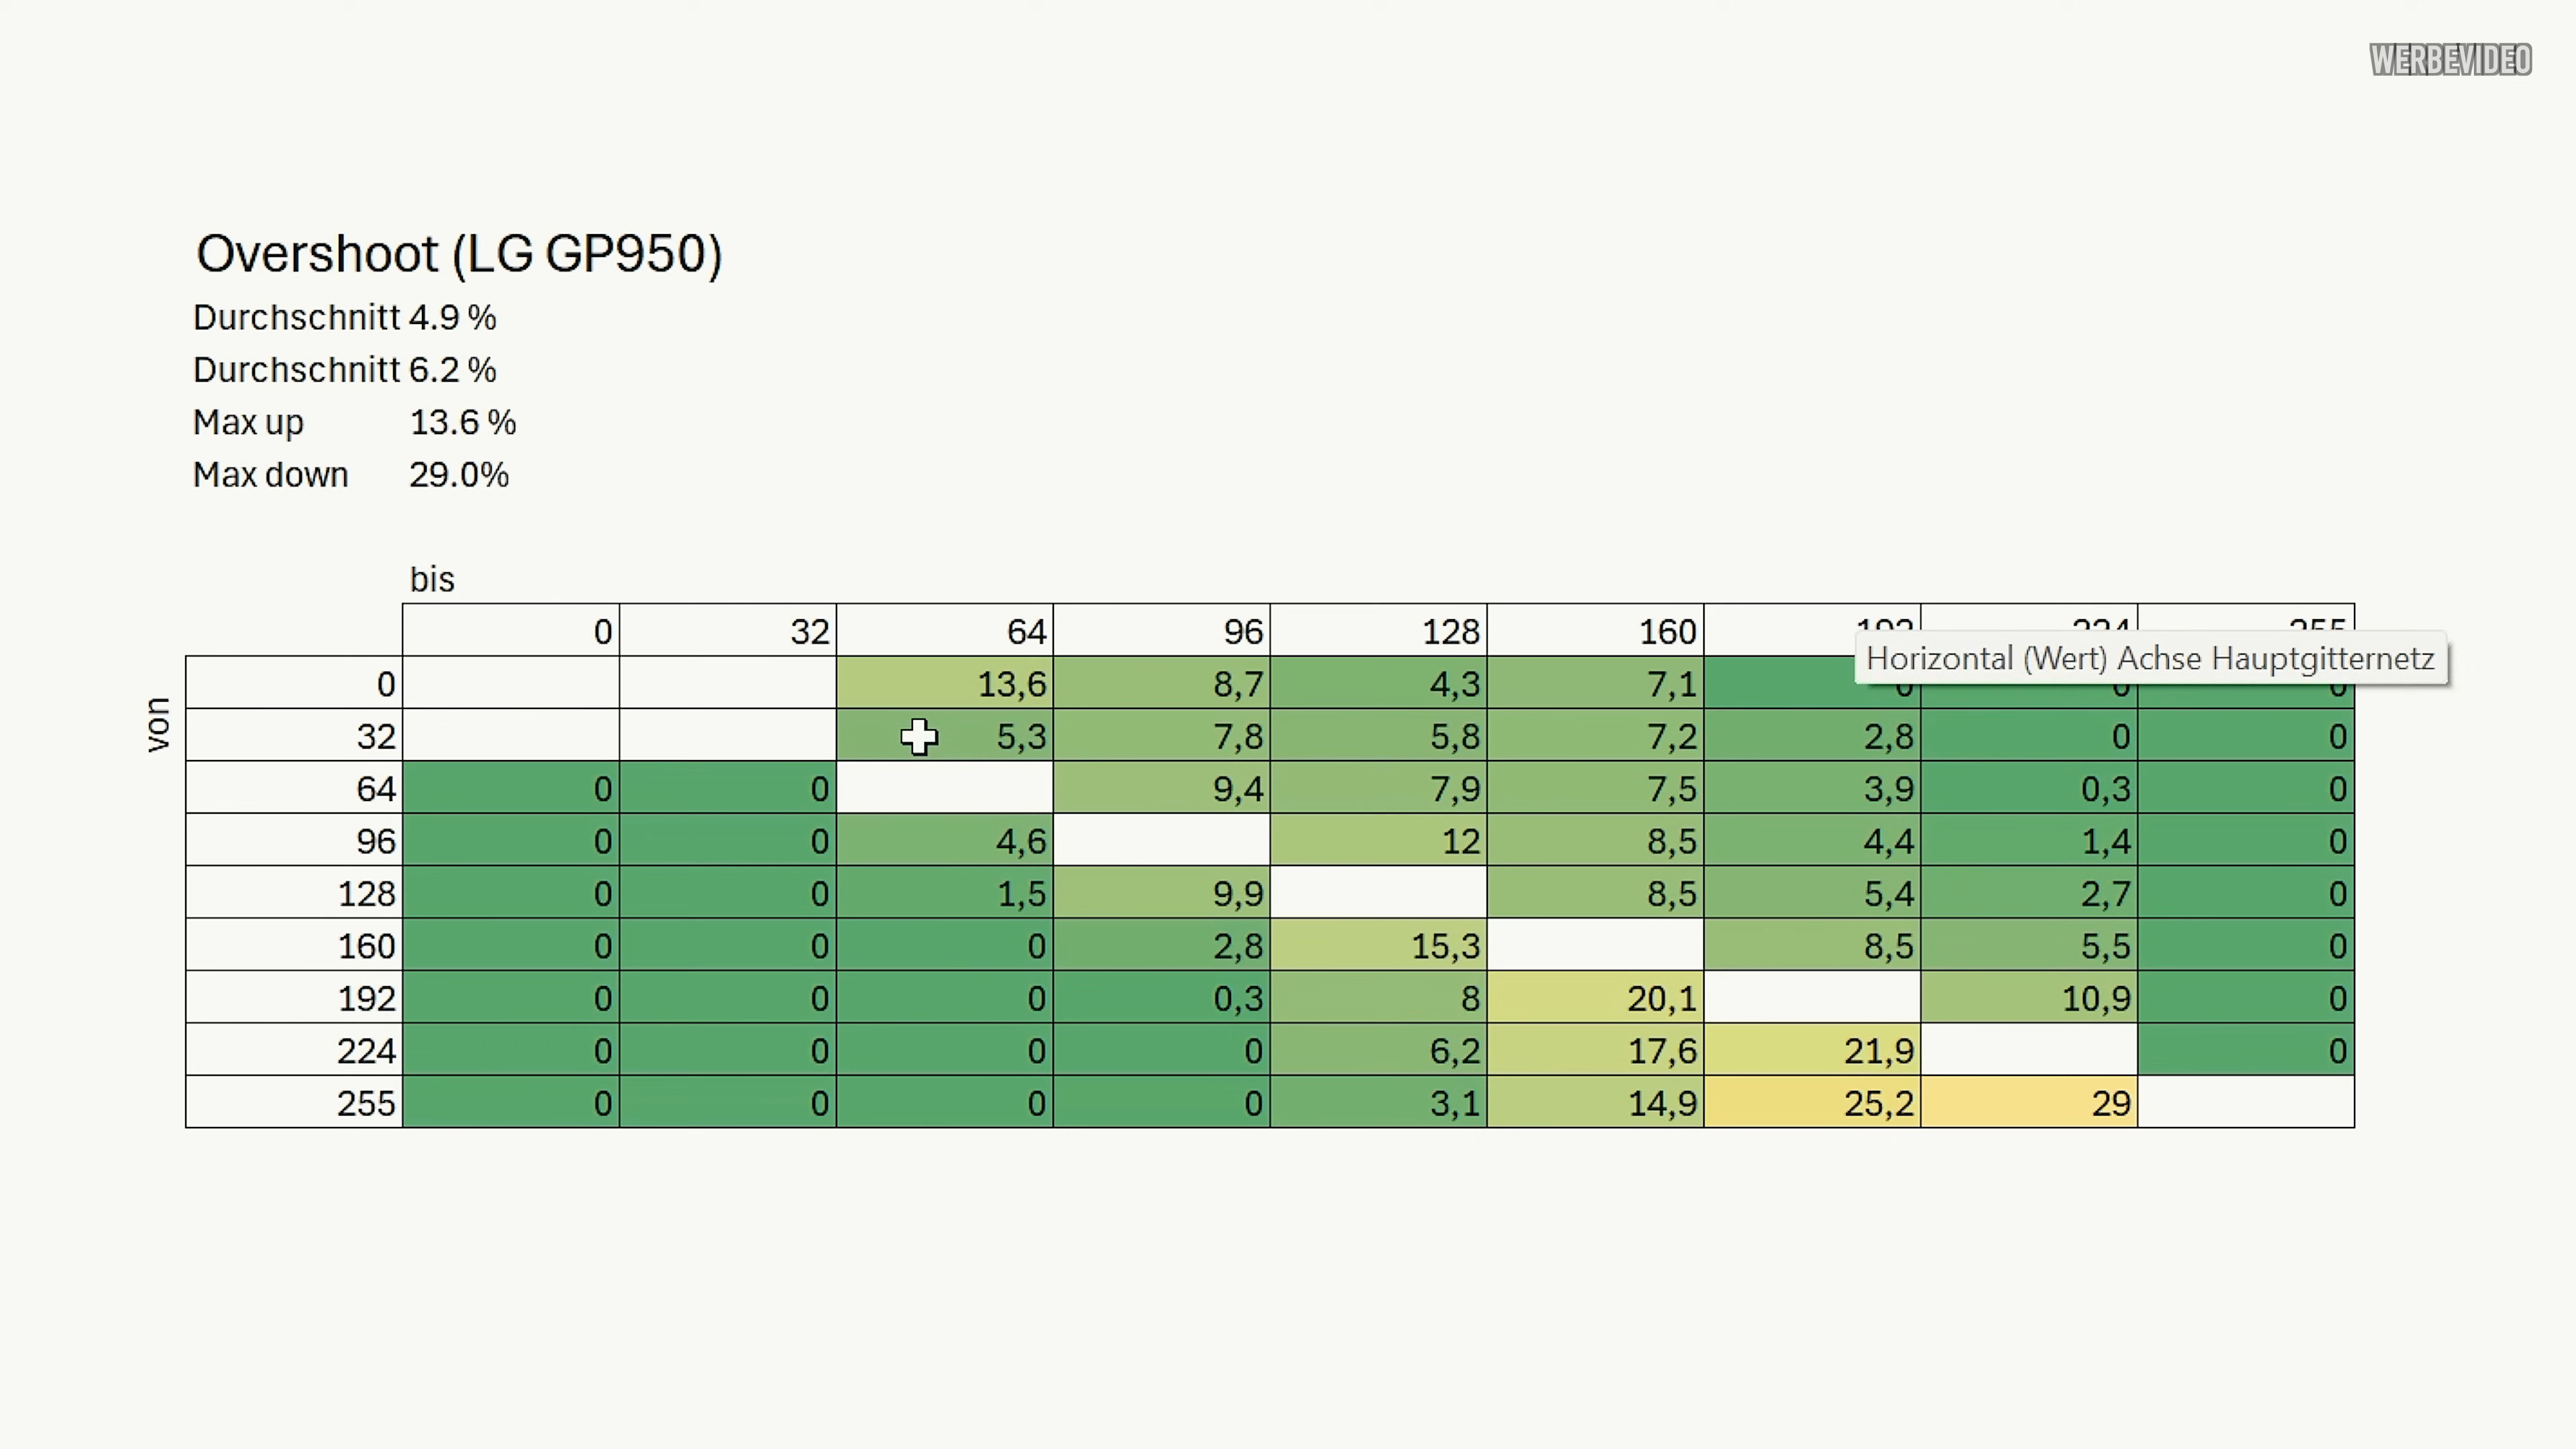 WERBEVIDEO
Overshoot (LG GP950)
Durchschnitt 4.9 %
Durchschnitt 6.2 %
Max up 13.6 %
Max down 29.0%
bis
0 32 64 96 128 160 192 224 255
Horizontal (Wert) Achse Hauptgitternetz
von
0 13,6 8,7 4,3 7,1 0 0 0
32 5,3 7,8 5,8 7,2 2,8 0 0
64 0 0 9,4 7,9 7,5 3,9 0,3 0
96 0 0 4,6 12 8,5 4,4 1,4 0
128 0 0 1,5 9,9 8,5 5,4 2,7 0
160 0 0 0 2,8 15,3 8,5 5,5 0
192 0 0 0 0,3 8 20,1 10,9 0
224 0 0 0 0 6,2 17,6 21,9 0
255 0 0 0 0 3,1 14,9 25,2 29